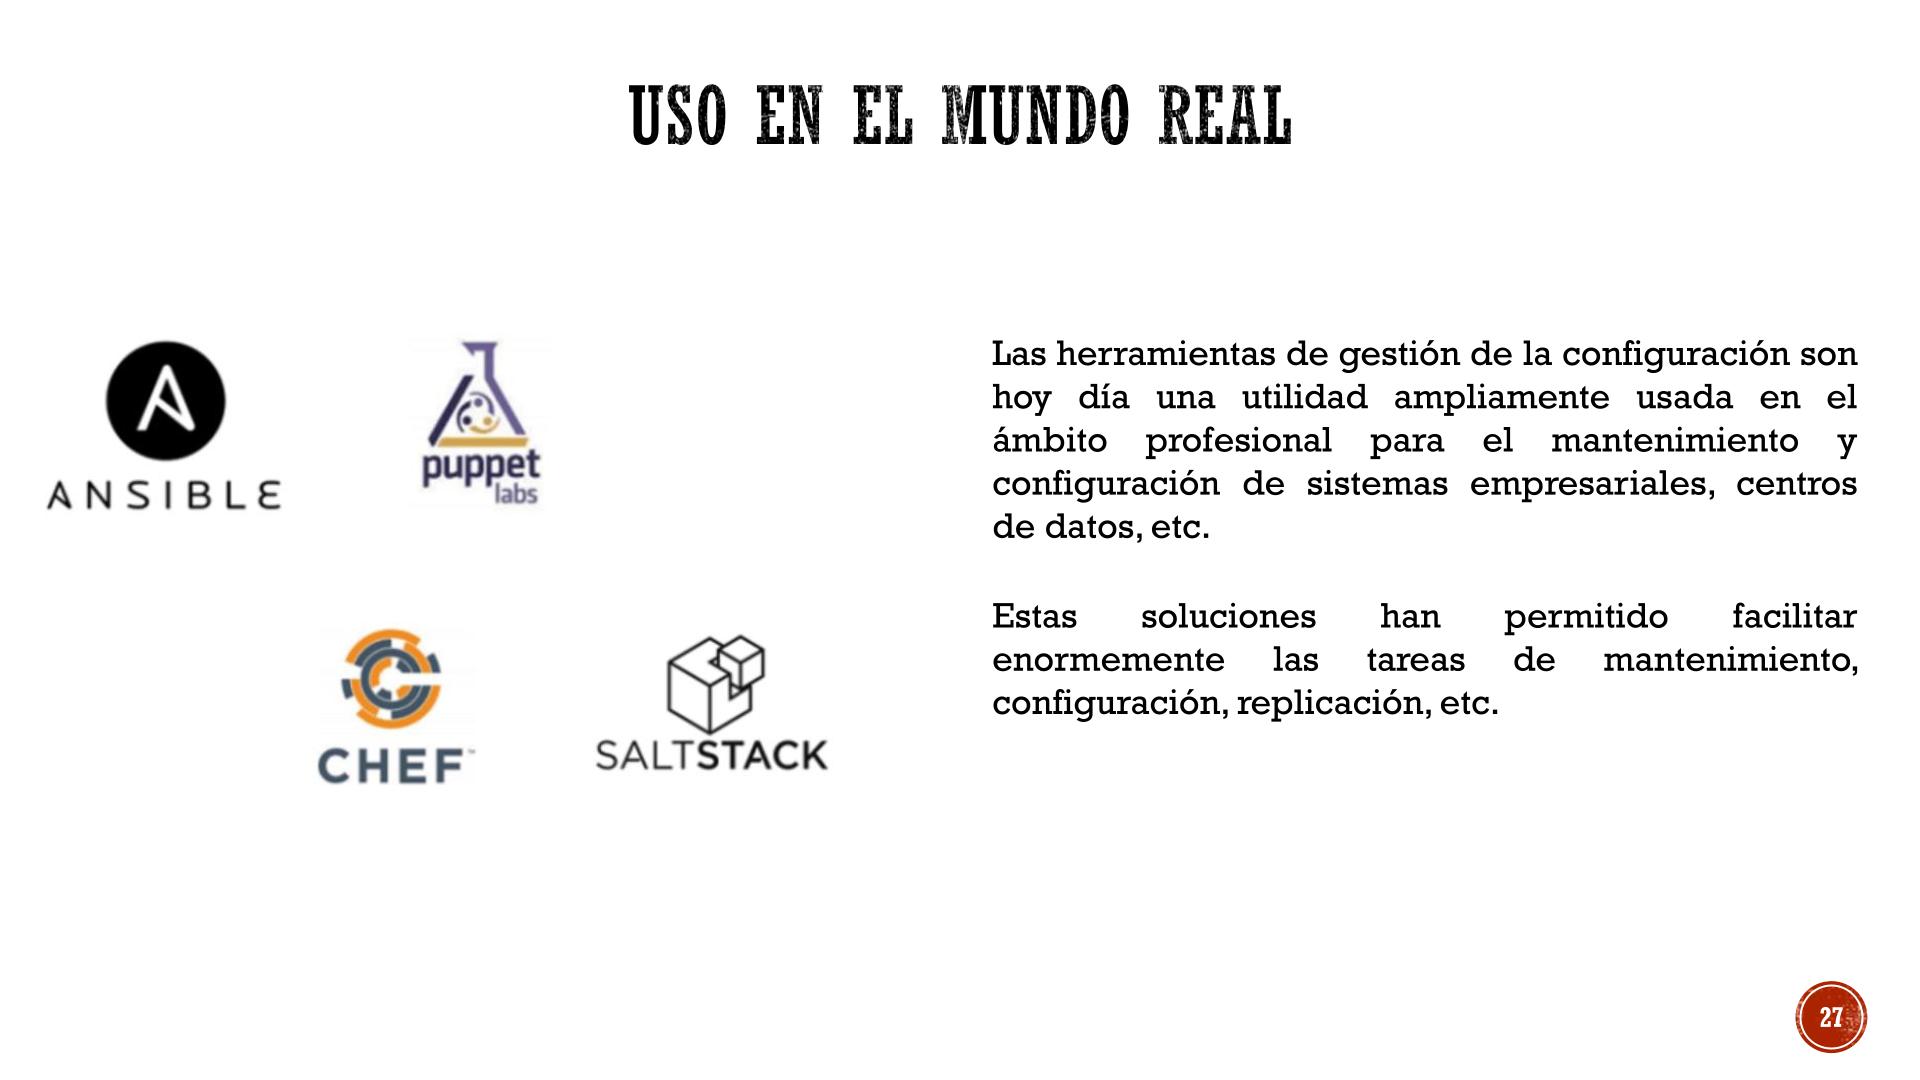 USO EN EL MUNDO REAL
ANSIBLE
puppet
labs
CHEF™
SALTSTACK
Las herramientas de gestión de la configuración son
hoy día una utilidad ampliamente usada en el
ámbito profesional para el mantenimiento y
configuración de sistemas empresariales, centros
de datos, etc.
Estas soluciones han permitido facilitar
enormemente las tareas de mantenimiento,
configuración, replicación, etc.
27